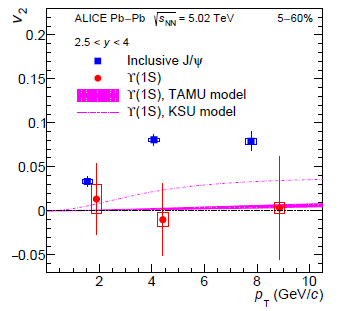 v₂
ALICE Pb−Pb √sNN = 5.02 TeV 5−60%
2.5 < y < 4
Inclusive J/ψ
ϒ(1S)
ϒ(1S), TAMU model
ϒ(1S), KSU model
0.2
0.15
0.1
0.05
0
−0.05
2 4 6 8 10
pT (GeV/c)